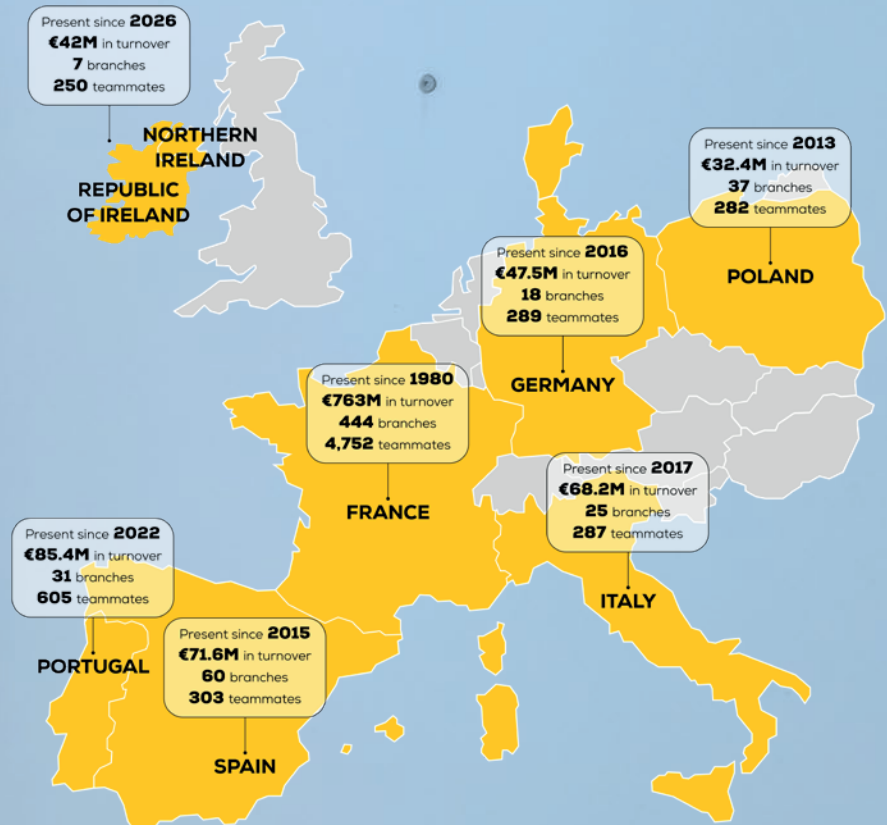 Present since 2026
€42M in turnover
7 branches
250 teammates
NORTHERN
IRELAND
REPUBLIC
OF IRELAND
Present since 2013
€32.4M in turnover
37 branches
282 teammates
POLAND
Present since 2016
€47.5M in turnover
18 branches
289 teammates
GERMANY
Present since 1980
€763M in turnover
444 branches
4,752 teammates
FRANCE
Present since 2017
€68.2M in turnover
25 branches
287 teammates
ITALY
Present since 2022
€85.4M in turnover
31 branches
605 teammates
PORTUGAL
Present since 2015
€71.6M in turnover
60 branches
303 teammates
SPAIN